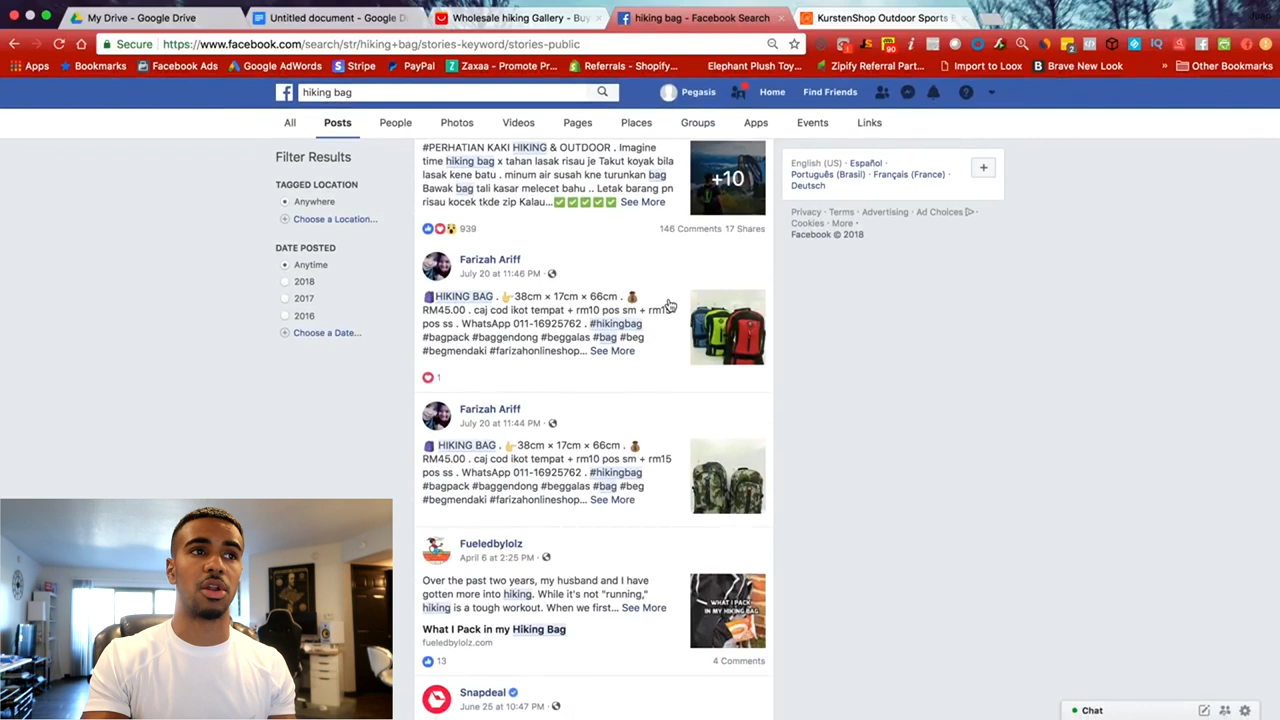 My Drive - Google Drive
Untitled document - Google D
Wholesale hiking Gallery - Buy
hiking bag - Facebook Search
KurstenShop Outdoor Sports B
Secure
https://www.facebook.com/search/str/hiking+bag/stories-keyword/stories-public
Apps
Bookmarks
Facebook Ads
Google AdWords
Stripe
PayPal
Zaxaa - Promote Pr...
Referrals - Shopify...
Elephant Plush Toy...
Zipify Referral Part...
Import to Loox
Brave New Look
»
Other Bookmarks
hiking bag
Pegasis
Home
Find Friends
All
Posts
People
Photos
Videos
Pages
Places
Groups
Apps
Events
Links
Filter Results
TAGGED LOCATION
Anywhere
Choose a Location...
DATE POSTED
Anytime
2018
2017
2016
Choose a Date...
#PERHATIAN KAKI HIKING & OUTDOOR . Imagine
time hiking bag x tahan lasak risau je Takut koyak bila
lasak kene batu . minum air susah kne turunkan bag
Bawak bag tali kasar melecet bahu .. Letak barang pn
risau kocek tkde zip Kalau...✅✅✅✅✅ See More
+10
939
146 Comments 17 Shares
Farizah Ariff
July 20 at 11:46 PM ·
HIKING BAG . 👉38cm × 17cm × 66cm . 💰
RM45.00 . caj cod ikot tempat + rm10 pos sm + rm15
pos ss . WhatsApp 011-16925762 . #hikingbag
#bagpack #baggendong #beggalas #bag #beg
#begmendaki #farizahonlineshop... See More
1
Farizah Ariff
July 20 at 11:44 PM ·
HIKING BAG . 👉38cm × 17cm × 66cm . 💰
RM45.00 . caj cod ikot tempat + rm10 pos sm + rm15
pos ss . WhatsApp 011-16925762 . #hikingbag
#bagpack #baggendong #beggalas #bag #beg
#begmendaki #farizahonlineshop... See More
Fueledbylolz
April 6 at 2:25 PM ·
Over the past two years, my husband and I have
gotten more into hiking. While it's not "running,"
hiking is a tough workout. When we first... See More
WHAT I PACK
IN MY HIKING BAG
What I Pack in my Hiking Bag
fueledbylolz.com
13
4 Comments
Snapdeal
June 25 at 10:47 PM ·
English (US) · Español ·
Português (Brasil) · Français (France) ·
Deutsch
Privacy · Terms · Advertising · Ad Choices ·
Cookies · More ·
Facebook © 2018
Chat